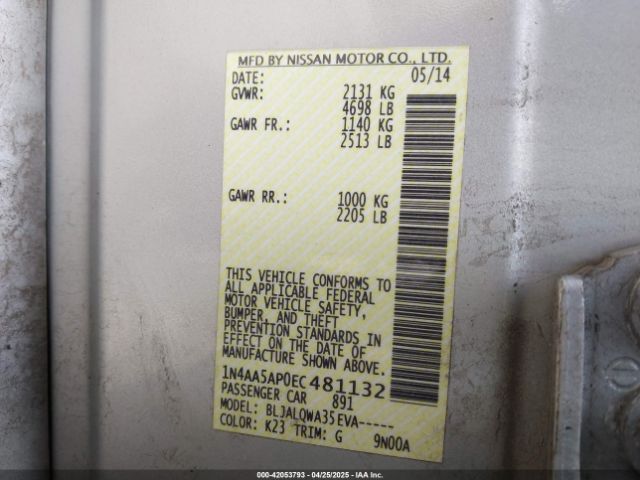 MFD BY NISSAN MOTOR CO., LTD.
DATE: 05/14
GVWR: 2131 KG
4698 LB
GAWR FR.: 1140 KG
2513 LB
GAWR RR.: 1000 KG
2205 LB
THIS VEHICLE CONFORMS TO
ALL APPLICABLE FEDERAL
MOTOR VEHICLE SAFETY,
BUMPER, AND THEFT
PREVENTION STANDARDS IN
EFFECT ON THE DATE OF
MANUFACTURE SHOWN ABOVE.
1N4AA5AP0EC481132
PASSENGER CAR 891
MODEL: BLJALQWA35EVA-----
COLOR: K23 TRIM: G 9N00A
000-42053793 - 04/25/2025 - IAAI.COM